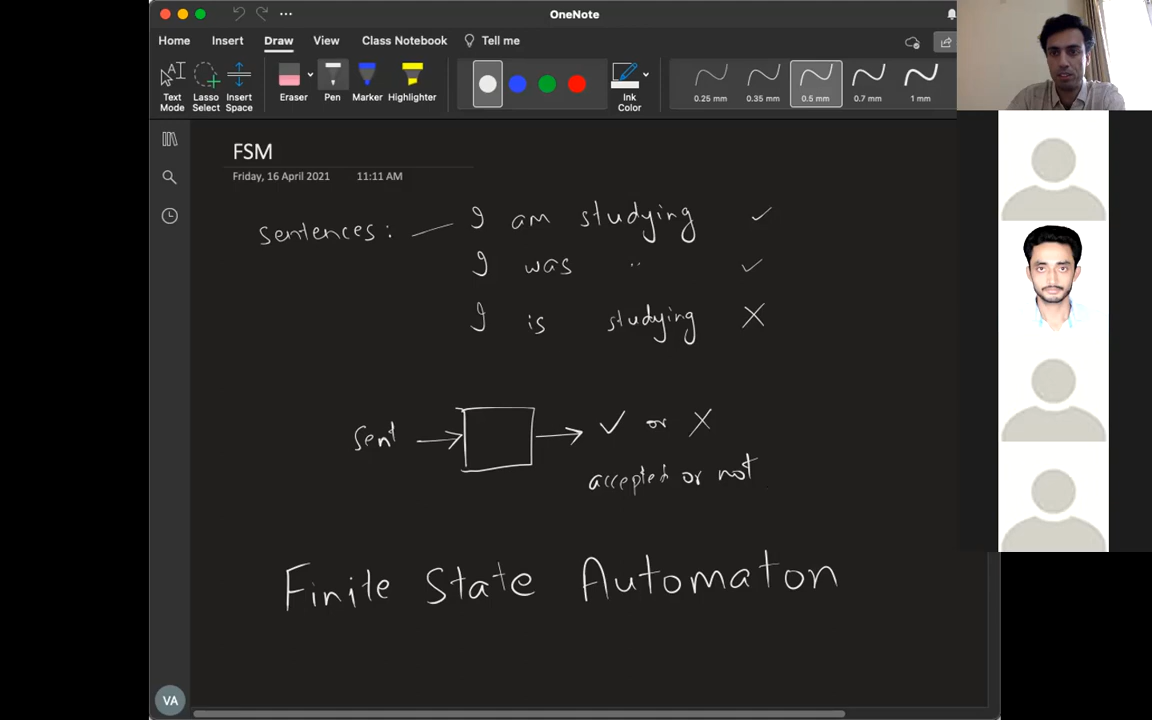 OneNote
Home Insert Draw View Class Notebook Tell me
Text Mode
Lasso Select
Insert Space
Eraser
Pen
Marker
Highlighter
Ink Color
0.25 mm
0.35 mm
0.5 mm
0.7 mm
1 mm
FSM
Friday, 16 April 2021 11:11 AM
sentences: — I am studying ✓
I was " ✓
I is studying X
Sent → → ✓ or X
accepted or not
Finite State Automaton
VA